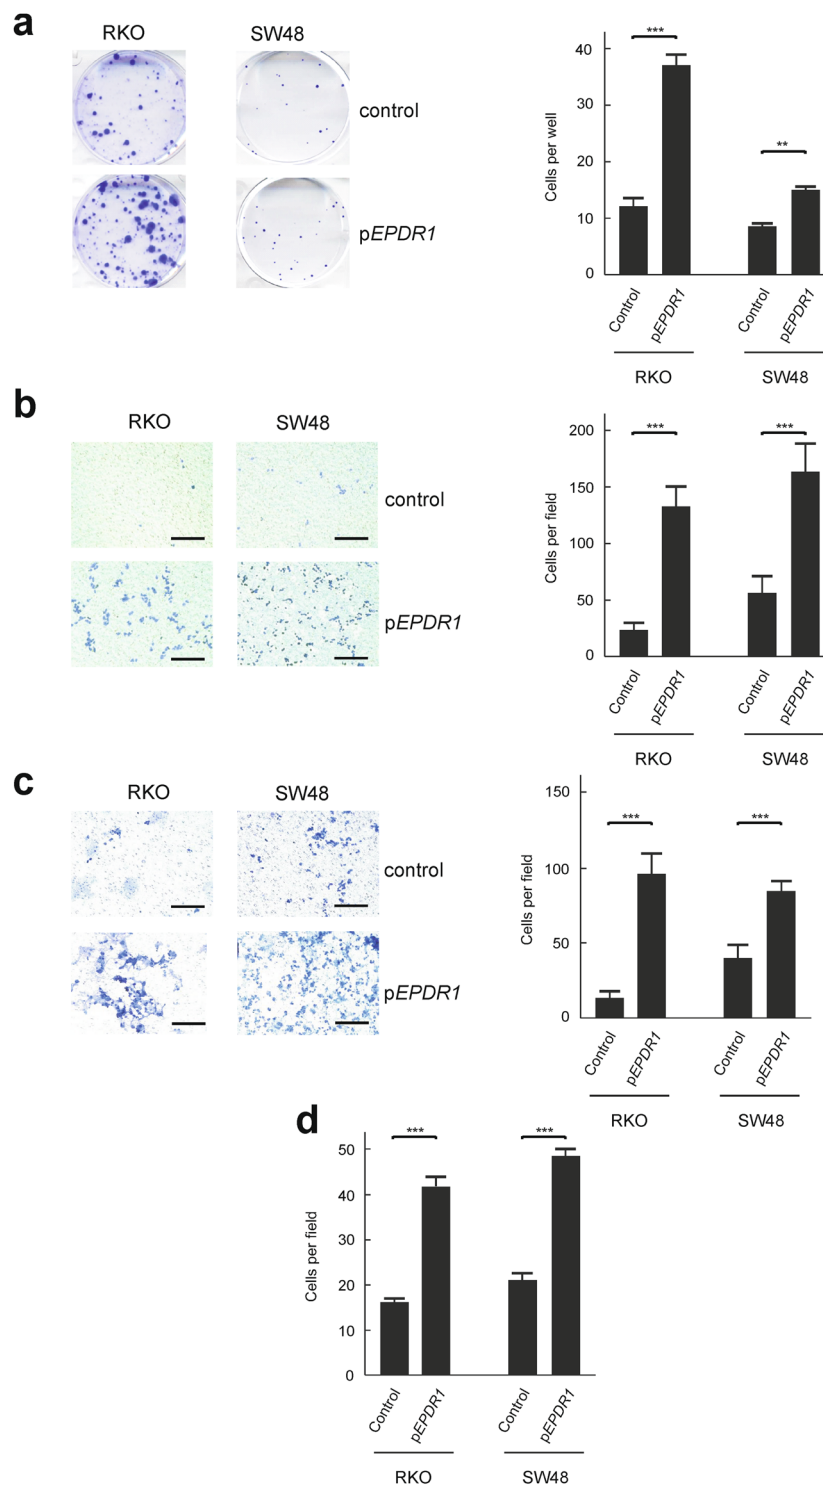 a
RKO SW48
control
pEPDR1
Cells per well
40
30
20
10
0
***
**
Control
pEPDR1
Control
pEPDR1
RKO SW48
b
RKO SW48
control
pEPDR1
Cells per field
200
150
100
50
0
***
***
Control
pEPDR1
Control
pEPDR1
RKO SW48
c
RKO SW48
control
pEPDR1
Cells per field
150
100
50
0
***
***
Control
pEPDR1
Control
pEPDR1
RKO SW48
d
Cells per field
50
40
30
20
10
0
***
***
Control
pEPDR1
Control
pEPDR1
RKO SW48